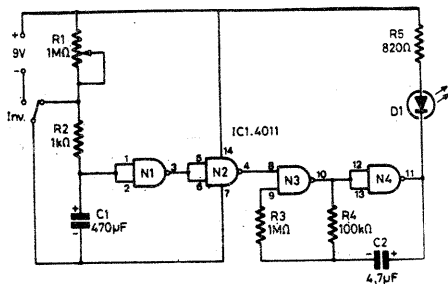 +
9V
-
Inv.
R1
1MΩ
R2
1kΩ
+
C1
470µF
-
1
2
N1
3
5
6
N2
14
7
4
IC1.4011
8
9
N3
10
R3
1MΩ
R4
100kΩ
12
13
N4
11
- C2 +
4,7µF
R5
820Ω
D1